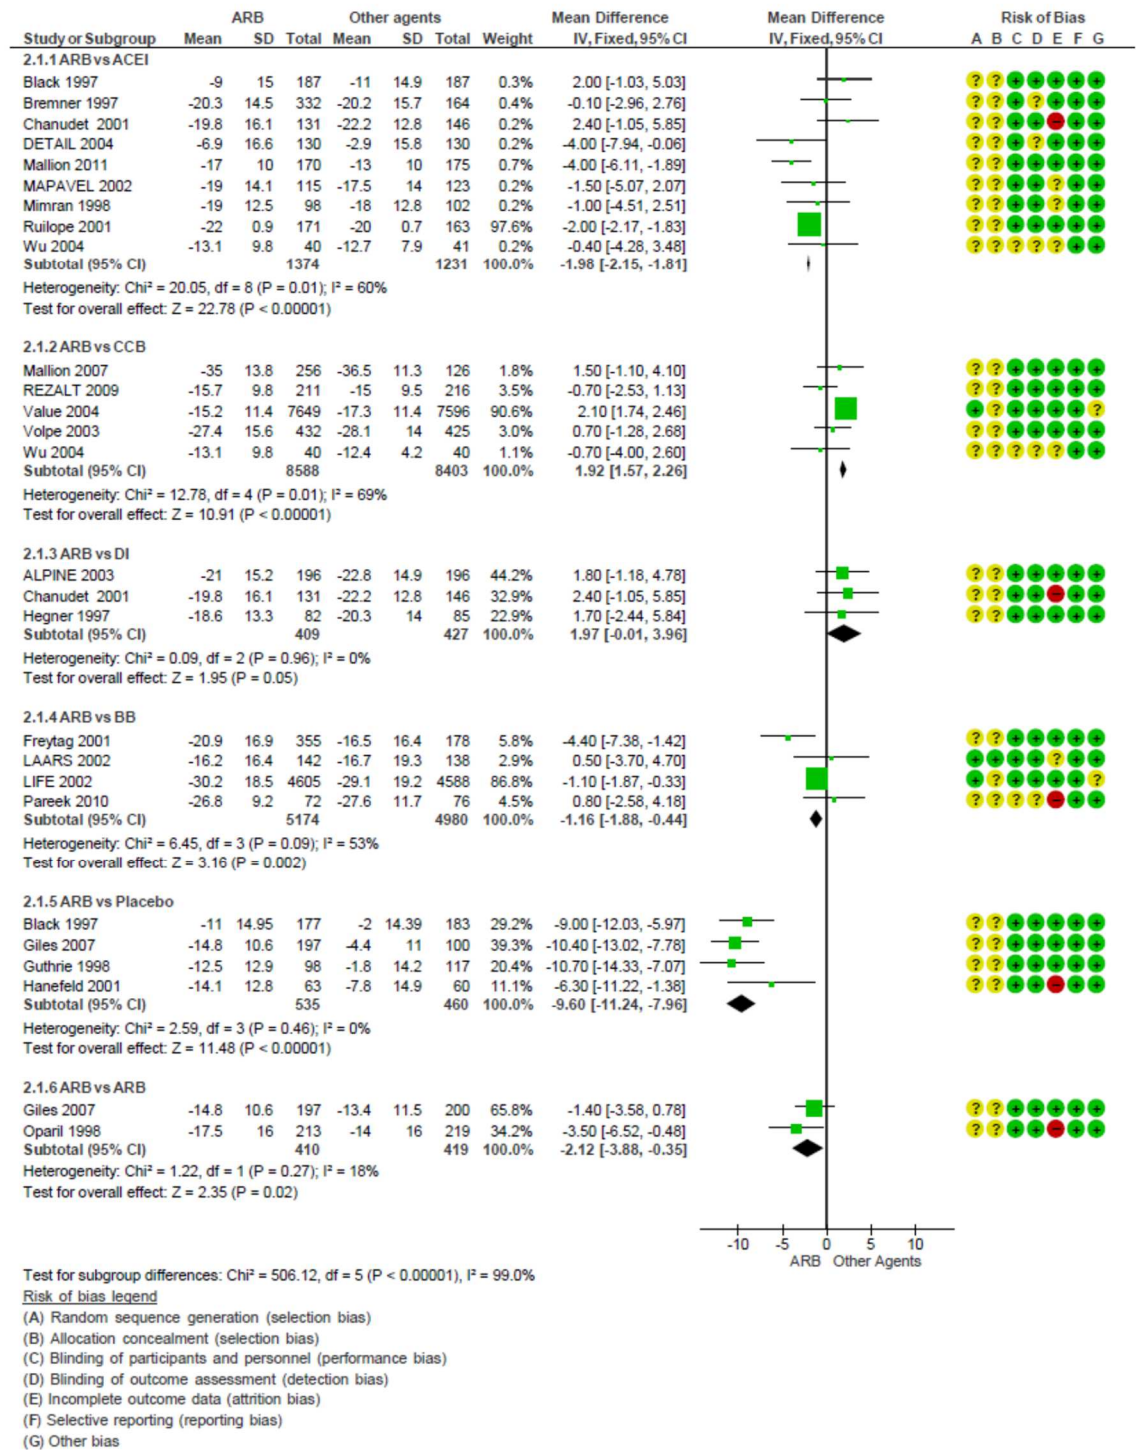 ARB Other agents Mean Difference Mean Difference Risk of Bias
Study or Subgroup Mean SD Total Mean SD Total Weight IV, Fixed, 95% CI IV, Fixed, 95% CI A B C D E F G
2.1.1 ARB vs ACEI
Black 1997 -9 15 187 -11 14.9 187 0.3% 2.00 [-1.03, 5.03] ? ? + + + + +
Bremner 1997 -20.3 14.5 332 -20.2 15.7 164 0.4% -0.10 [-2.96, 2.76] ? ? + ? + + +
Chanudet 2001 -19.8 16.1 131 -22.2 12.8 146 0.2% 2.40 [-1.05, 5.85] ? ? + + - + +
DETAIL 2004 -6.9 16.6 130 -2.9 15.8 130 0.2% -4.00 [-7.94, -0.06] ? ? + ? + + +
Mallion 2011 -17 10 170 -13 10 175 0.7% -4.00 [-6.11, -1.89] ? ? + + + + +
MAPAVEL 2002 -19 14.1 115 -17.5 14 123 0.2% -1.50 [-5.07, 2.07] ? ? + + ? + +
Mimran 1998 -19 12.5 98 -18 12.8 102 0.2% -1.00 [-4.51, 2.51] ? ? + + ? + +
Ruilope 2001 -22 0.9 171 -20 0.7 163 97.6% -2.00 [-2.17, -1.83] ? ? + + + + +
Wu 2004 -13.1 9.8 40 -12.7 7.9 41 0.2% -0.40 [-4.28, 3.48] ? ? ? ? ? + +
Subtotal (95% CI) 1374 1231 100.0% -1.98 [-2.15, -1.81]
Heterogeneity: Chi² = 20.05, df = 8 (P = 0.01); I² = 60%
Test for overall effect: Z = 22.78 (P < 0.00001)
2.1.2 ARB vs CCB
Mallion 2007 -35 13.8 256 -36.5 11.3 126 1.8% 1.50 [-1.10, 4.10] ? ? + + + + +
REZALT 2009 -15.7 9.8 211 -15 9.5 216 3.5% -0.70 [-2.53, 1.13] ? ? + + + + +
Value 2004 -15.2 11.4 7649 -17.3 11.4 7596 90.6% 2.10 [1.74, 2.46] + ? + + + + ?
Volpe 2003 -27.4 15.6 432 -28.1 14 425 3.0% 0.70 [-1.28, 2.68] ? ? + + + + +
Wu 2004 -13.1 9.8 40 -12.4 4.2 40 1.1% -0.70 [-4.00, 2.60] ? ? ? ? ? + +
Subtotal (95% CI) 8588 8403 100.0% 1.92 [1.57, 2.26]
Heterogeneity: Chi² = 12.78, df = 4 (P = 0.01); I² = 69%
Test for overall effect: Z = 10.91 (P < 0.00001)
2.1.3 ARB vs DI
ALPINE 2003 -21 15.2 196 -22.8 14.9 196 44.2% 1.80 [-1.18, 4.78] ? ? + + + + +
Chanudet 2001 -19.8 16.1 131 -22.2 12.8 146 32.9% 2.40 [-1.05, 5.85] ? ? + + - + +
Hegner 1997 -18.6 13.3 82 -20.3 14 85 22.9% 1.70 [-2.44, 5.84] ? ? + + + + +
Subtotal (95% CI) 409 427 100.0% 1.97 [-0.01, 3.96]
Heterogeneity: Chi² = 0.09, df = 2 (P = 0.96); I² = 0%
Test for overall effect: Z = 1.95 (P = 0.05)
2.1.4 ARB vs BB
Freytag 2001 -20.9 16.9 355 -16.5 16.4 178 5.8% -4.40 [-7.38, -1.42] ? ? + + + + +
LAARS 2002 -16.2 16.4 142 -16.7 19.3 138 2.9% 0.50 [-3.70, 4.70] + + + + ? + +
LIFE 2002 -30.2 18.5 4605 -29.1 19.2 4588 86.8% -1.10 [-1.87, -0.33] + ? + + + + ?
Pareek 2010 -26.8 9.2 72 -27.6 11.7 76 4.5% 0.80 [-2.58, 4.18] ? ? ? ? - + +
Subtotal (95% CI) 5174 4980 100.0% -1.16 [-1.88, -0.44]
Heterogeneity: Chi² = 6.45, df = 3 (P = 0.09); I² = 53%
Test for overall effect: Z = 3.16 (P = 0.002)
2.1.5 ARB vs Placebo
Black 1997 -11 14.95 177 -2 14.39 183 29.2% -9.00 [-12.03, -5.97] ? ? + + + + +
Giles 2007 -14.8 10.6 197 -4.4 11 100 39.3% -10.40 [-13.02, -7.78] ? ? + + + + +
Guthrie 1998 -12.5 12.9 98 -1.8 14.2 117 20.4% -10.70 [-14.33, -7.07] ? ? + + + + +
Hanefeld 2001 -14.1 12.8 63 -7.8 14.9 60 11.1% -6.30 [-11.22, -1.38] ? ? + + - + +
Subtotal (95% CI) 535 460 100.0% -9.60 [-11.24, -7.96]
Heterogeneity: Chi² = 2.59, df = 3 (P = 0.46); I² = 0%
Test for overall effect: Z = 11.48 (P < 0.00001)
2.1.6 ARB vs ARB
Giles 2007 -14.8 10.6 197 -13.4 11.5 200 65.8% -1.40 [-3.58, 0.78] ? ? + + + + +
Oparil 1998 -17.5 16 213 -14 16 219 34.2% -3.50 [-6.52, -0.48] ? ? + + - + +
Subtotal (95% CI) 410 419 100.0% -2.12 [-3.88, -0.35]
Heterogeneity: Chi² = 1.22, df = 1 (P = 0.27); I² = 18%
Test for overall effect: Z = 2.35 (P = 0.02)
-10 -5 0 5 10
ARB Other Agents
Test for subgroup differences: Chi² = 506.12, df = 5 (P < 0.00001), I² = 99.0%
Risk of bias legend
(A) Random sequence generation (selection bias)
(B) Allocation concealment (selection bias)
(C) Blinding of participants and personnel (performance bias)
(D) Blinding of outcome assessment (detection bias)
(E) Incomplete outcome data (attrition bias)
(F) Selective reporting (reporting bias)
(G) Other bias